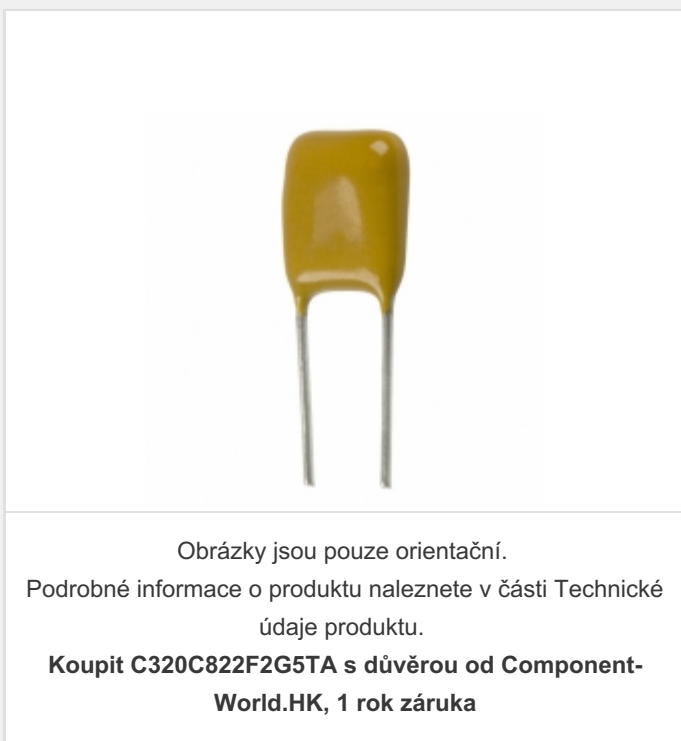 Obrázky jsou pouze orientační.
Podrobné informace o produktu naleznete v části Technické
údaje produktu.
Koupit C320C822F2G5TA s důvěrou od Component-
World.HK, 1 rok záruka